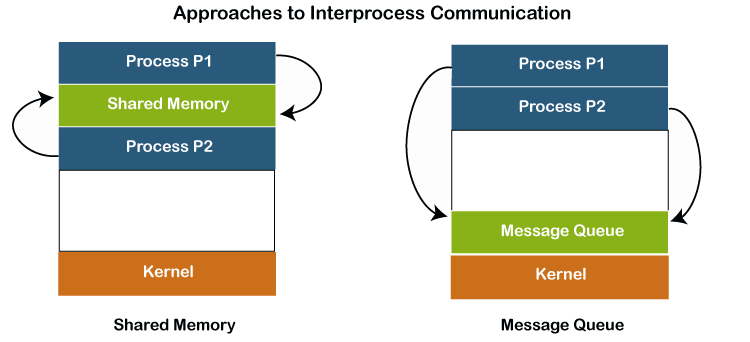 Approaches to Interprocess Communication
Process P1
Shared Memory
Process P2
Kernel
Shared Memory
Process P1
Process P2
Message Queue
Kernel
Message Queue